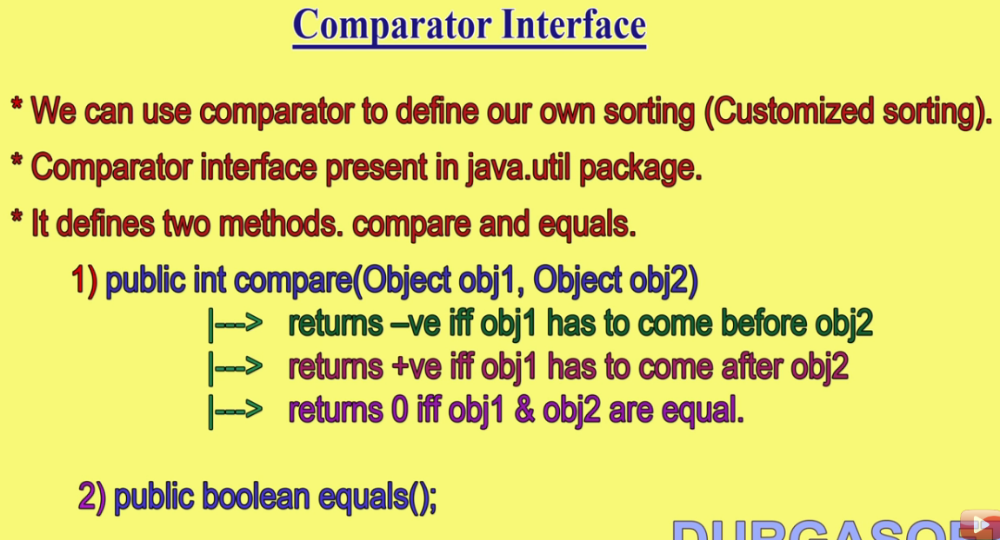 Comparator Interface
* We can use comparator to define our own sorting (Customized sorting).
* Comparator interface present in java.util package.
* It defines two methods. compare and equals.
1) public int compare(Object obj1, Object obj2)
|---> returns –ve iff obj1 has to come before obj2
|---> returns +ve iff obj1 has to come after obj2
|---> returns 0 iff obj1 & obj2 are equal.
2) public boolean equals();